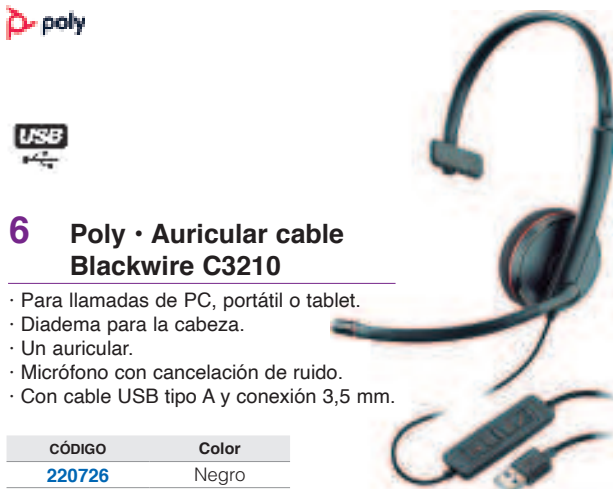 poly
USB
6 Poly · Auricular cable
Blackwire C3210
· Para llamadas de PC, portátil o tablet.
· Diadema para la cabeza.
· Un auricular.
· Micrófono con cancelación de ruido.
· Con cable USB tipo A y conexión 3,5 mm.
CÓDIGO Color
220726 Negro